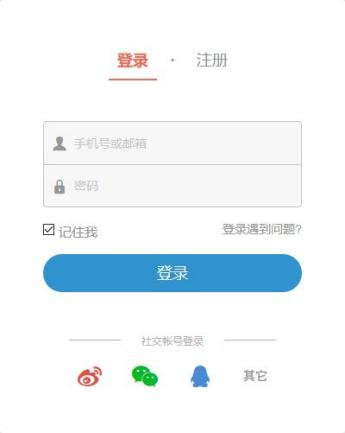 登录 · 注册
手机号或邮箱
密码
记住我 登录遇到问题?
登录
社交帐号登录
其它